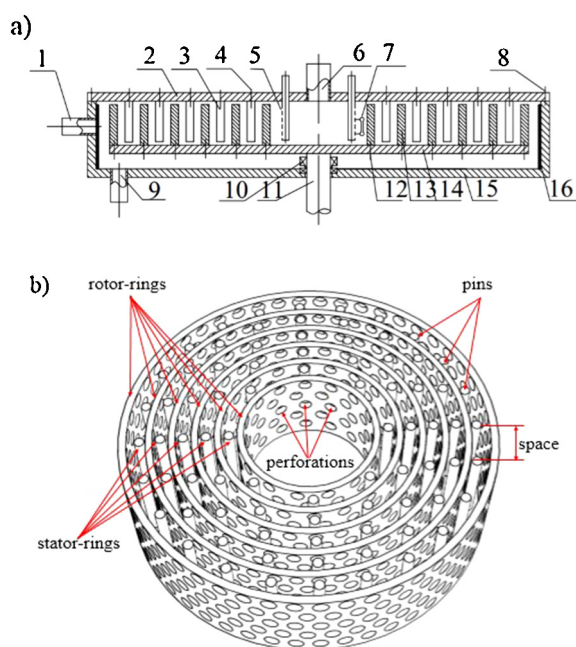 a)
1 2 3 4 5 6 7 8
9 10 11 12 13 14 15 16
b)
rotor-rings
pins
space
perforations
stator-rings